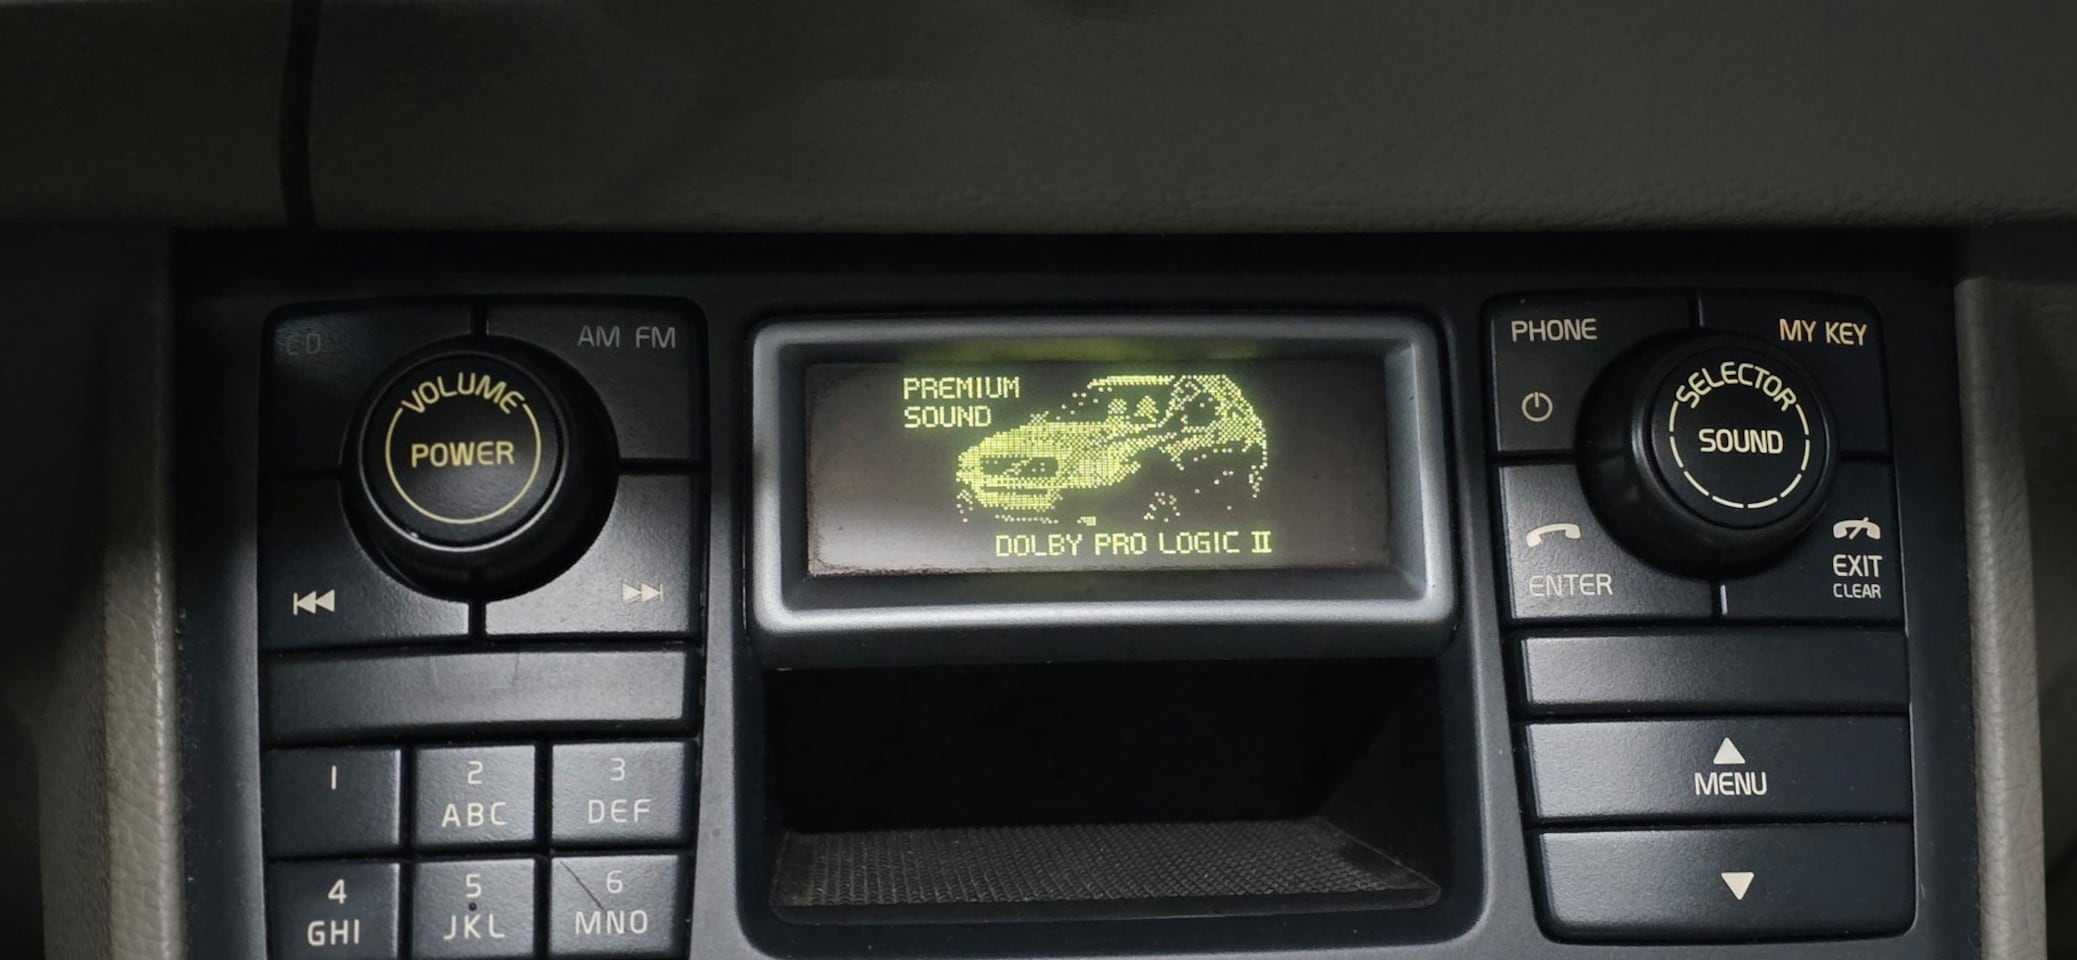 CD
AM FM
VOLUME
POWER
PREMIUM
SOUND
DOLBY PRO LOGIC II
PHONE
MY KEY
SELECTOR
SOUND
ENTER
EXIT
CLEAR
MENU
1
2
ABC
3
DEF
4
GHI
5
JKL
6
MNO